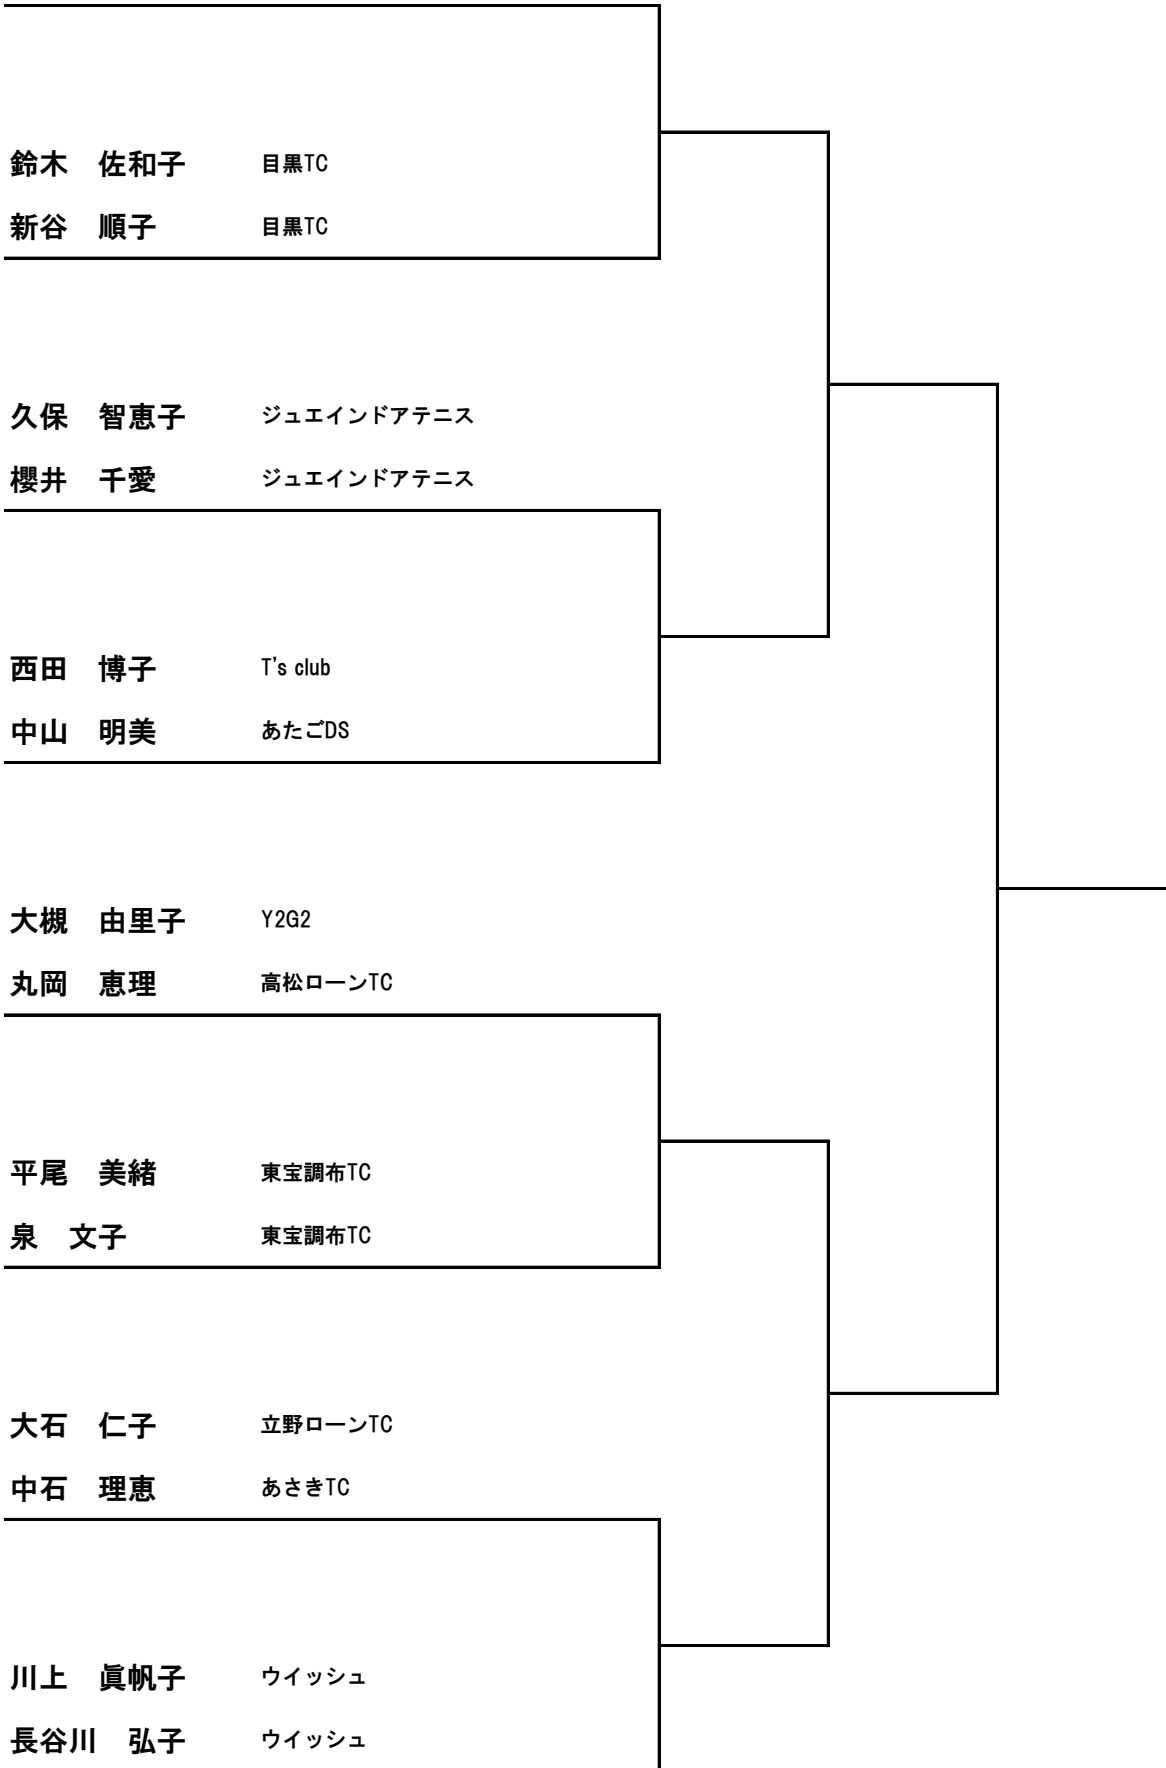 鈴木　佐和子　目黒TC
新谷　順子　目黒TC
久保　智恵子　ジュエインドアテニス
櫻井　千愛　ジュエインドアテニス
西田　博子　T's club
中山　明美　あたごDS
大槻　由里子　Y2G2
丸岡　恵理　高松ローンTC
平尾　美緒　東宝調布TC
泉　文子　東宝調布TC
大石　仁子　立野ローンTC
中石　理恵　あさきTC
川上　眞帆子　ウイッシュ
長谷川　弘子　ウイッシュ